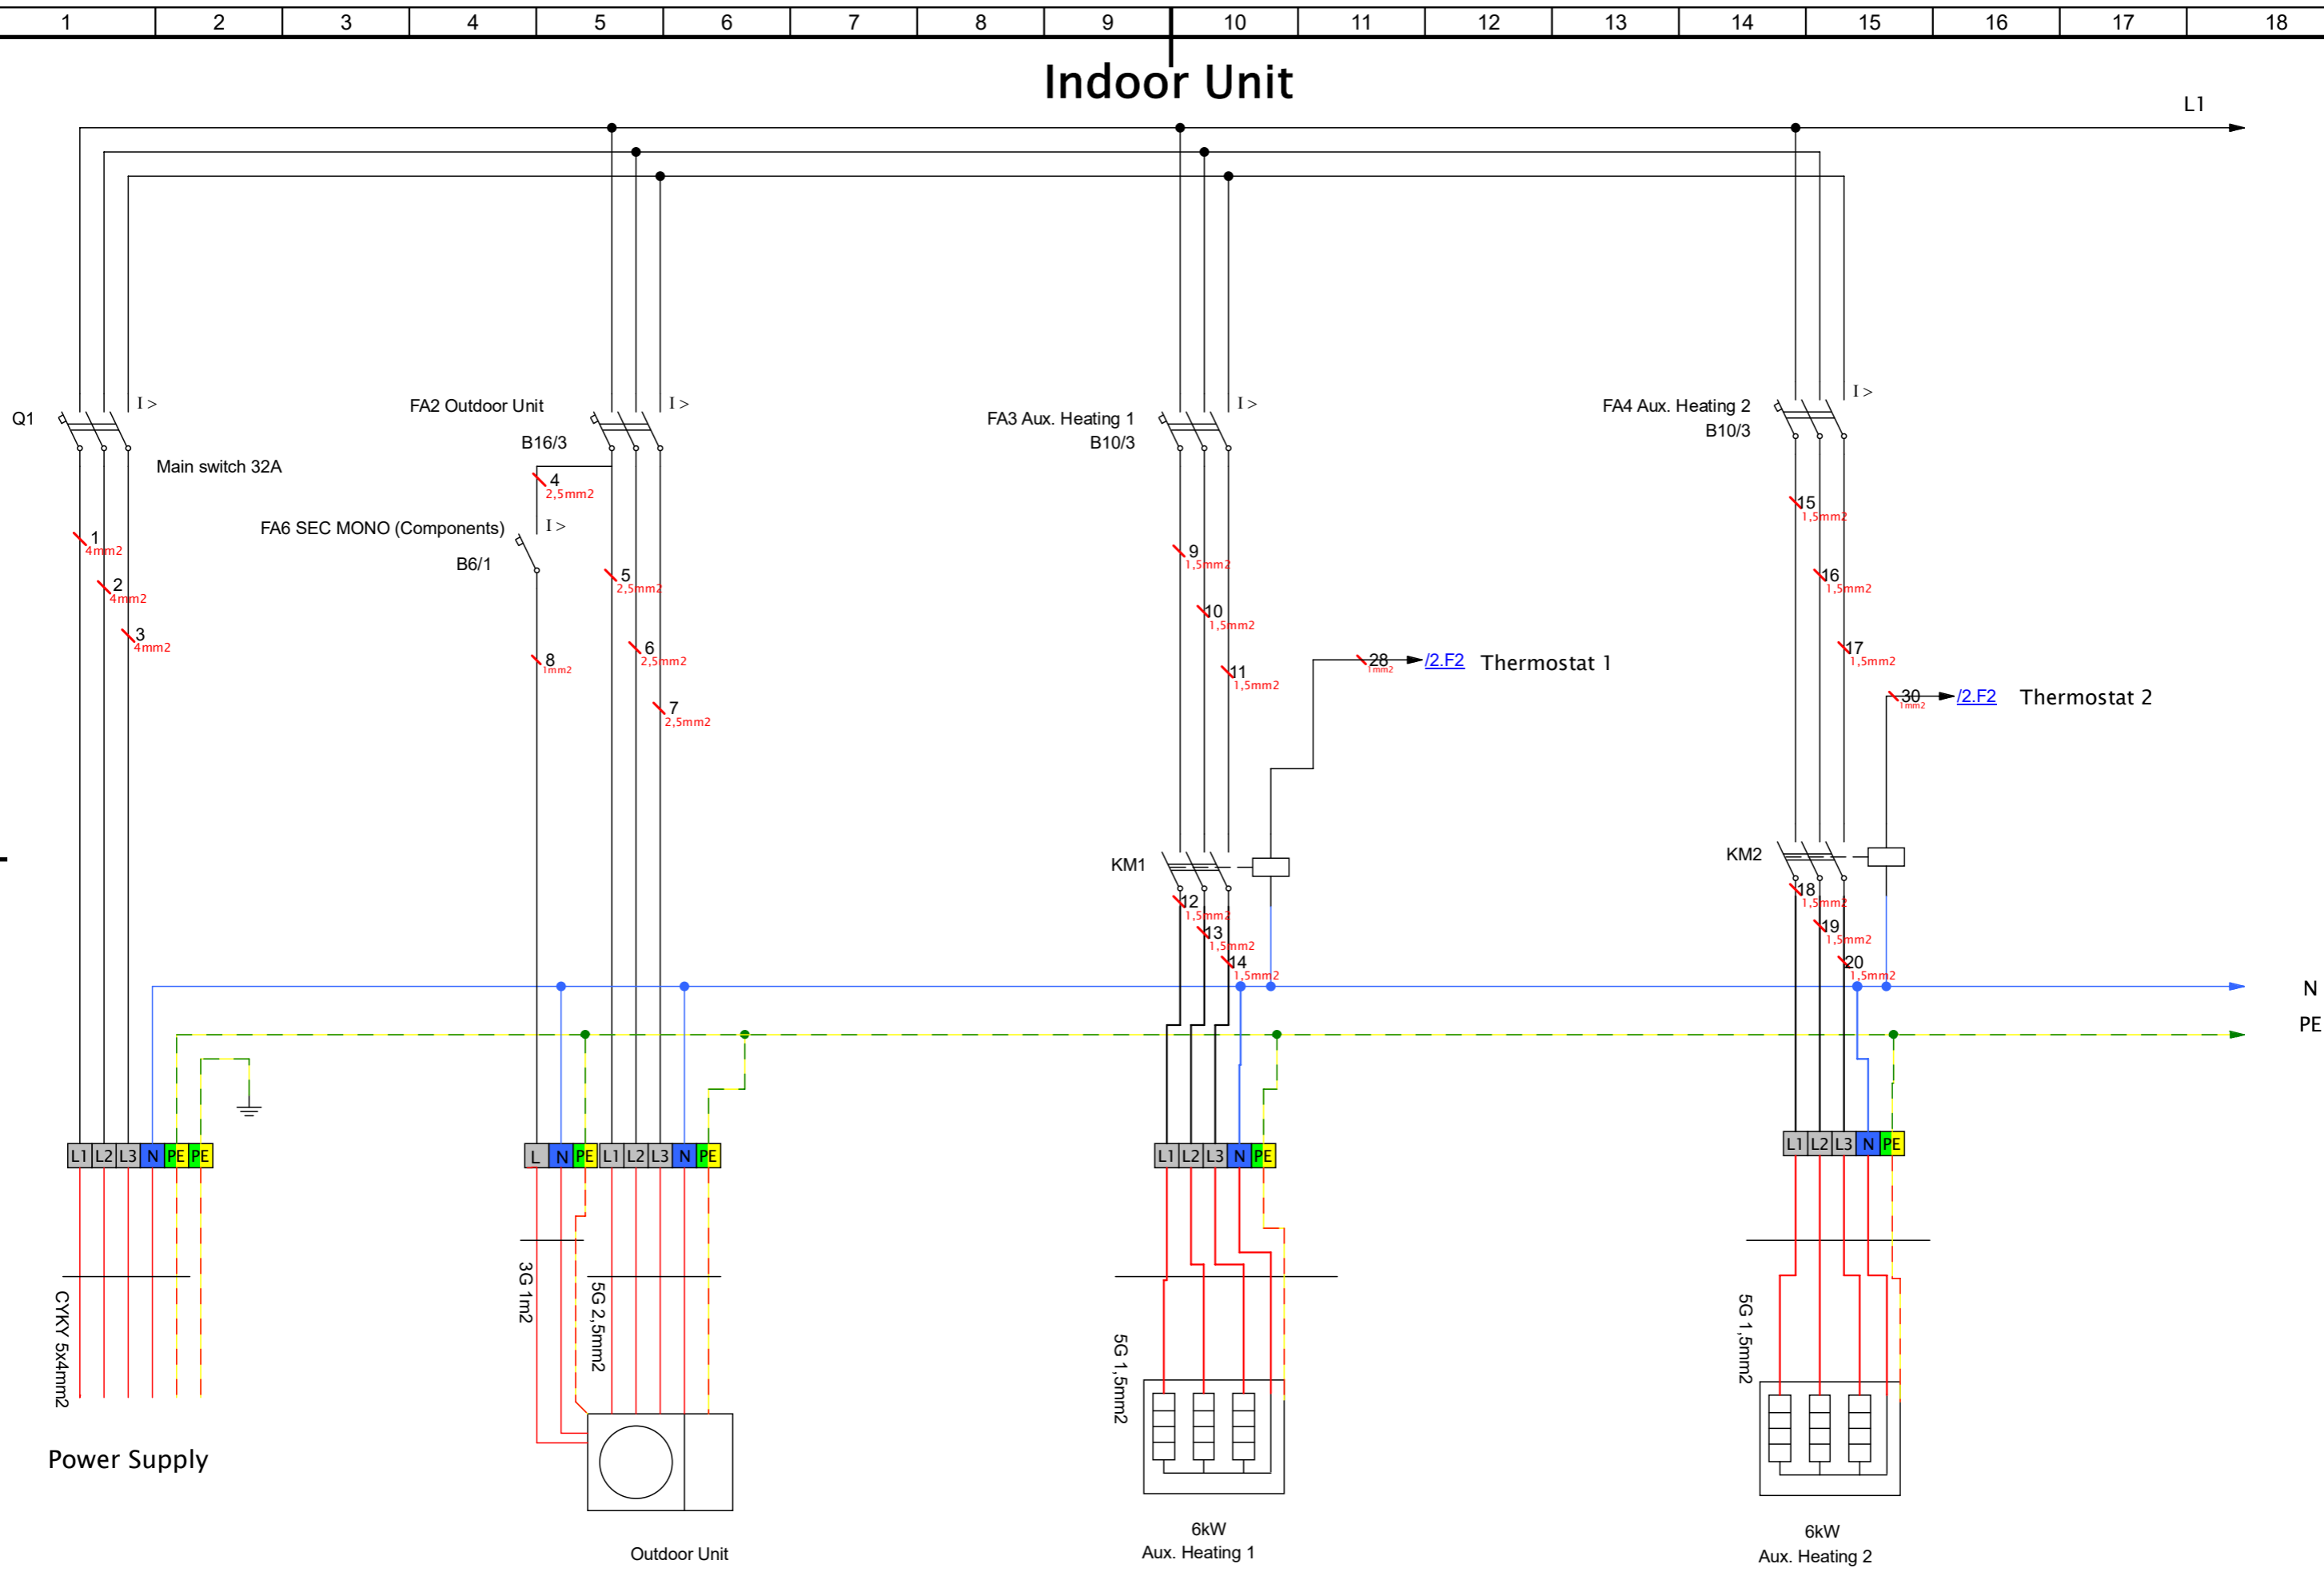 1 2 3 4 5 6 7 8 9 10 11 12 13 14 15 16 17 18
Indoor Unit
L1
Q1
I >
Main switch 32A
1
4mm2
2
4mm2
3
4mm2
FA2 Outdoor Unit
I >
B16/3
4
2,5mm2
FA6 SEC MONO (Components)
I >
B6/1
5
2,5mm2
6
2,5mm2
8
1mm2
7
2,5mm2
FA3 Aux. Heating 1
I >
B10/3
9
1,5mm2
10
1,5mm2
11
1,5mm2
28
1mm2
/2.F2
Thermostat 1
FA4 Aux. Heating 2
I >
B10/3
15
1,5mm2
16
1,5mm2
17
1,5mm2
30
1mm2
/2.F2
Thermostat 2
KM1
12
1,5mm2
13
1,5mm2
14
1,5mm2
KM2
18
1,5mm2
19
1,5mm2
20
1,5mm2
N
PE
L1 L2 L3 N PE PE
L N PE L1 L2 L3 N PE
L1 L2 L3 N PE
L1 L2 L3 N PE
CYKY 5x4mm2
3G 1m2
5G 2,5mm2
5G 1,5mm2
5G 1,5mm2
Power Supply
Outdoor Unit
6kW
Aux. Heating 1
6kW
Aux. Heating 2